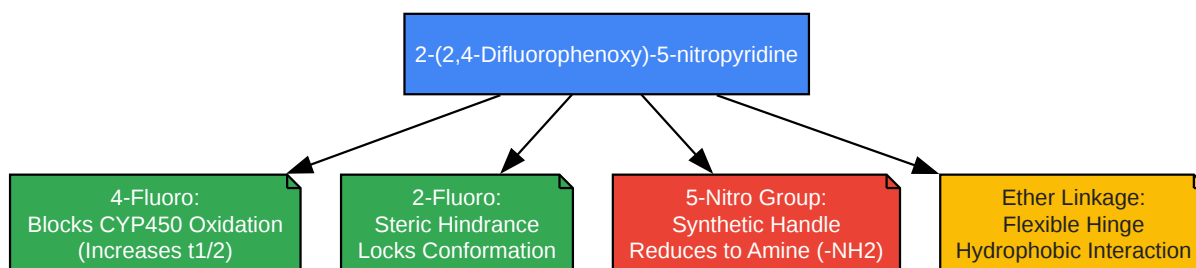 2-(2,4-Difluorophenoxy)-5-nitropyridine
4-Fluoro:
Blocks CYP450 Oxidation
(Increases t1/2)
2-Fluoro:
Steric Hindrance
Locks Conformation
5-Nitro Group:
Synthetic Handle
Reduces to Amine (-NH2)
Ether Linkage:
Flexible Hinge
Hydrophobic Interaction